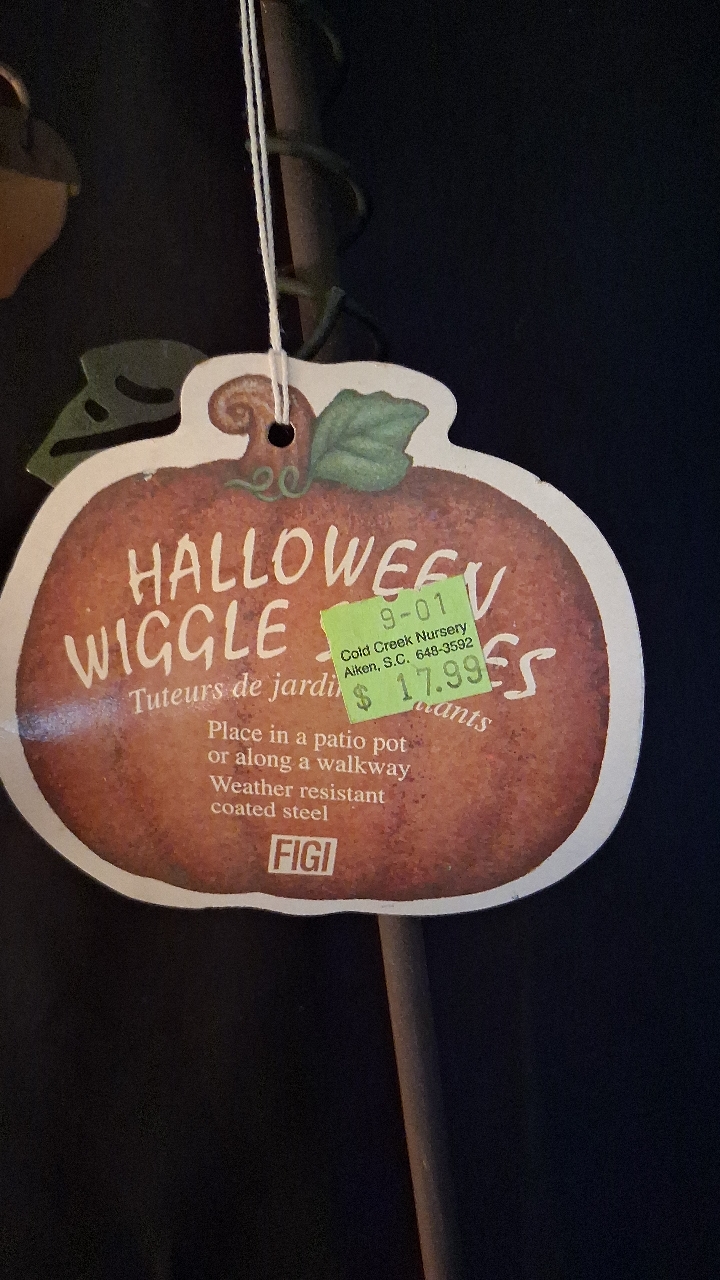 HALLOWEEN
WIGGLE
Tuteurs de jardin
Place in a patio pot
or along a walkway
Weather resistant
coated steel
FIGI
9-01
Cold Creek Nursery
Aiken, S.C. 648-3592
$ 17.99